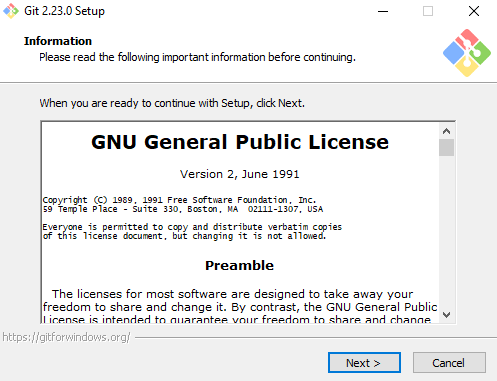 Git 2.23.0 Setup
Information
Please read the following important information before continuing.
When you are ready to continue with Setup, click Next.
GNU General Public License
Version 2, June 1991
Copyright (C) 1989, 1991 Free Software Foundation, Inc.
59 Temple Place - Suite 330, Boston, MA  02111-1307, USA
Everyone is permitted to copy and distribute verbatim copies
of this license document, but changing it is not allowed.
Preamble
The licenses for most software are designed to take away your
freedom to share and change it. By contrast, the GNU General Public
License is intended to guarantee your freedom to share and change
https://gitforwindows.org/
Next >
Cancel